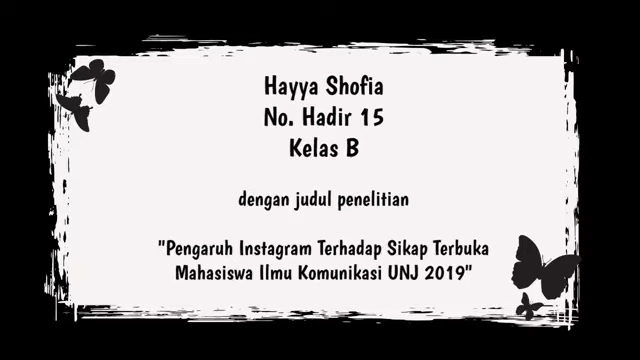 Hayya Shofia
No. Hadir 15
Kelas B
dengan judul penelitian
"Pengaruh Instagram Terhadap Sikap Terbuka
Mahasiswa Ilmu Komunikasi UNJ 2019"